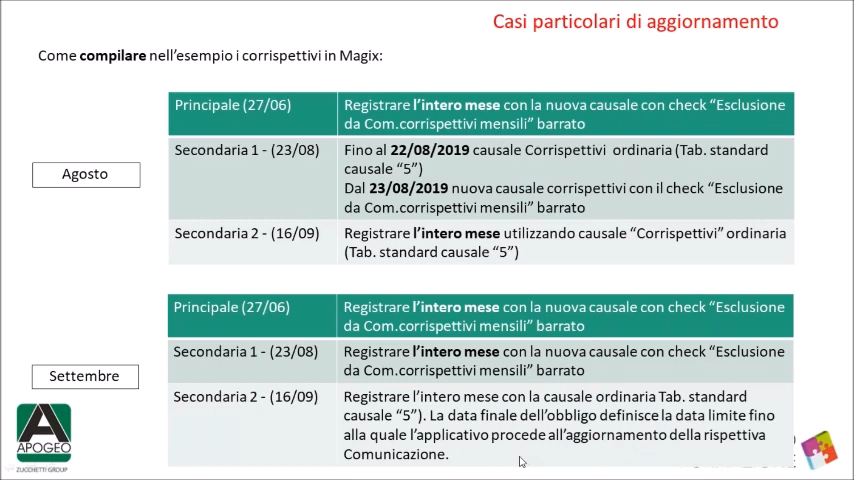 Casi particolari di aggiornamento
Come compilare nell'esempio i corrispettivi in Magix:
Agosto
Principale (27/06)
Registrare l'intero mese con la nuova causale con check "Esclusione
da Com.corrispettivi mensili" barrato
Secondaria 1 - (23/08)
Fino al 22/08/2019 causale Corrispettivi ordinaria (Tab. standard
causale "5")
Dal 23/08/2019 nuova causale corrispettivi con il check "Esclusione
da Com.corrispettivi mensili" barrato
Secondaria 2 - (16/09)
Registrare l'intero mese utilizzando causale "Corrispettivi" ordinaria
(Tab. standard causale "5")
Settembre
Principale (27/06)
Registrare l'intero mese con la nuova causale con check "Esclusione
da Com.corrispettivi mensili" barrato
Secondaria 1 - (23/08)
Registrare l'intero mese con la nuova causale con check "Esclusione
da Com.corrispettivi mensili" barrato
Secondaria 2 - (16/09)
Registrare l'intero mese con la causale ordinaria Tab. standard
causale "5"). La data finale dell'obbligo definisce la data limite fino
alla quale l'applicativo procede all'aggiornamento della rispettiva
Comunicazione.
APOGEO
ZUCCHETTI GROUP